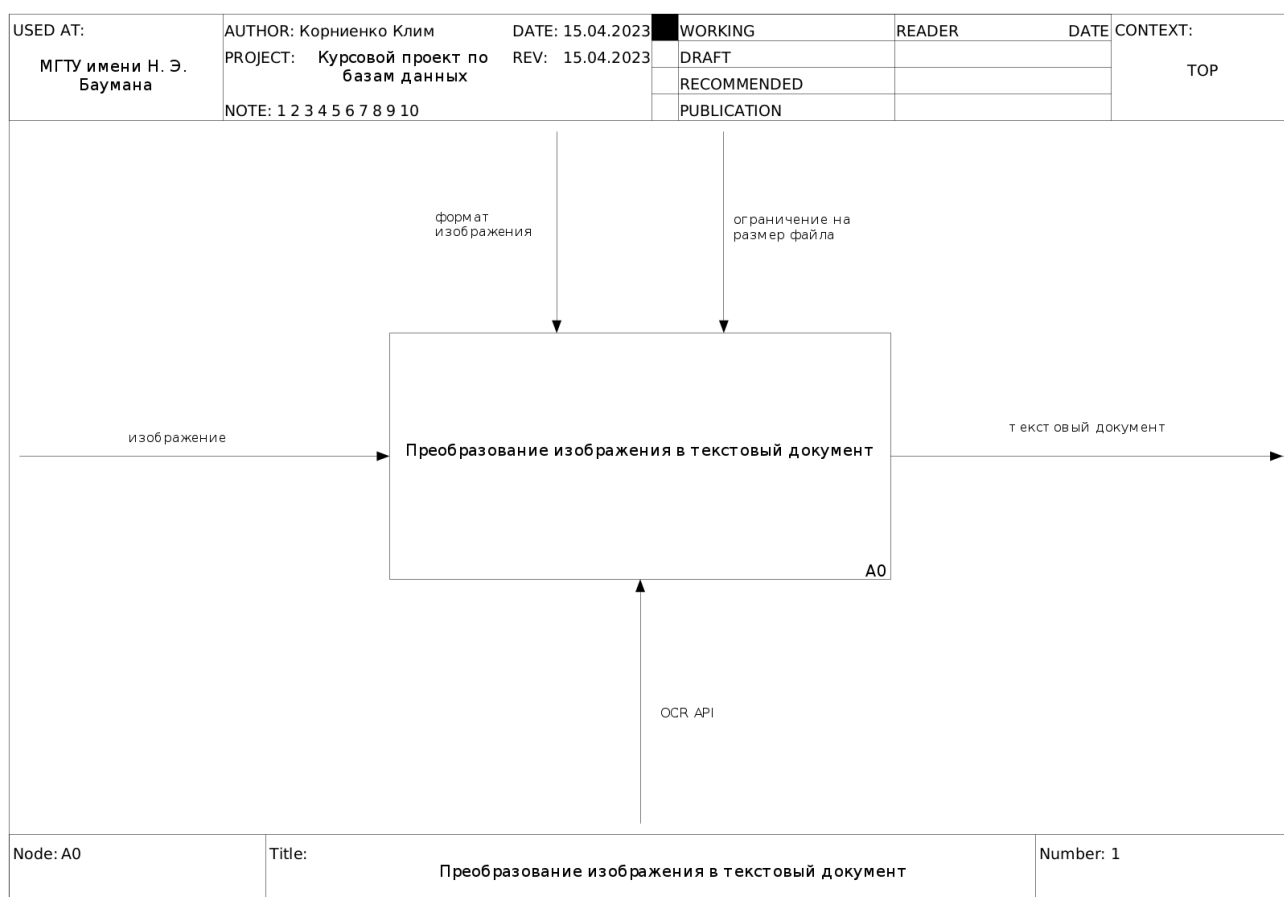 USED AT:
МГТУ имени Н. Э.
Баумана
AUTHOR: Корниенко Клим
DATE: 15.04.2023
PROJECT: Курсовой проект по
базам данных
REV: 15.04.2023
NOTE: 1 2 3 4 5 6 7 8 9 10
WORKING
DRAFT
RECOMMENDED
PUBLICATION
READER DATE
CONTEXT:
TOP
формат
изображения
ограничение на
размер файла
изображение
Преобразование изображения в текстовый документ
A0
текстовый документ
OCR API
Node: A0
Title:
Преобразование изображения в текстовый документ
Number: 1